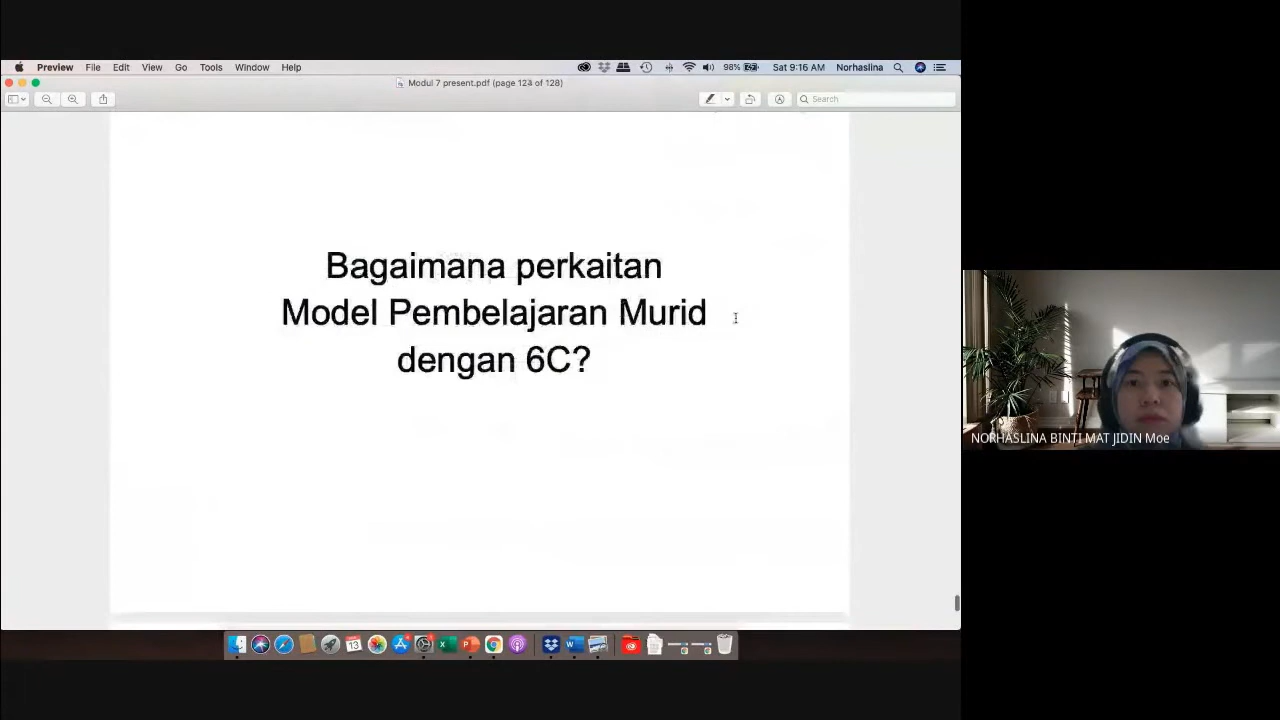 Preview File Edit View Go Tools Window Help 98% Sat 9:16 AM Norhaslina
Modul 7 present.pdf (page 124 of 128)
Search
Bagaimana perkaitan
Model Pembelajaran Murid
dengan 6C?
NORHASLINA BINTI MAT JIDIN Moe
13